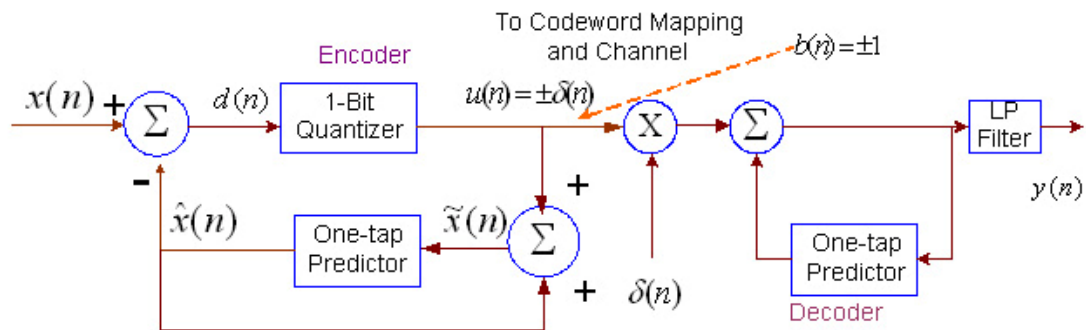 To Codeword Mapping
and Channel
b(n) = ±1
Encoder
x(n)
+
Σ
d(n)
1-Bit
Quantizer
u(n) = ±δ(n)
X
Σ
LP
Filter
y(n)
-
x̂(n)
One-tap
Predictor
x̃(n)
+
Σ
+
δ(n)
One-tap
Predictor
Decoder